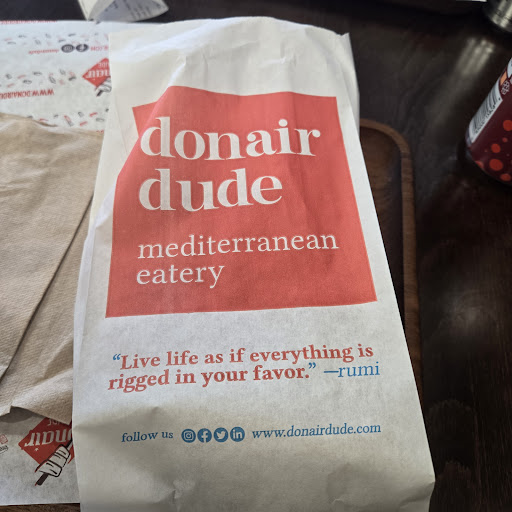 donair
dude
mediterranean
eatery
“Live life as if everything is
rigged in your favor.” —rumi
follow us www.donairdude.com